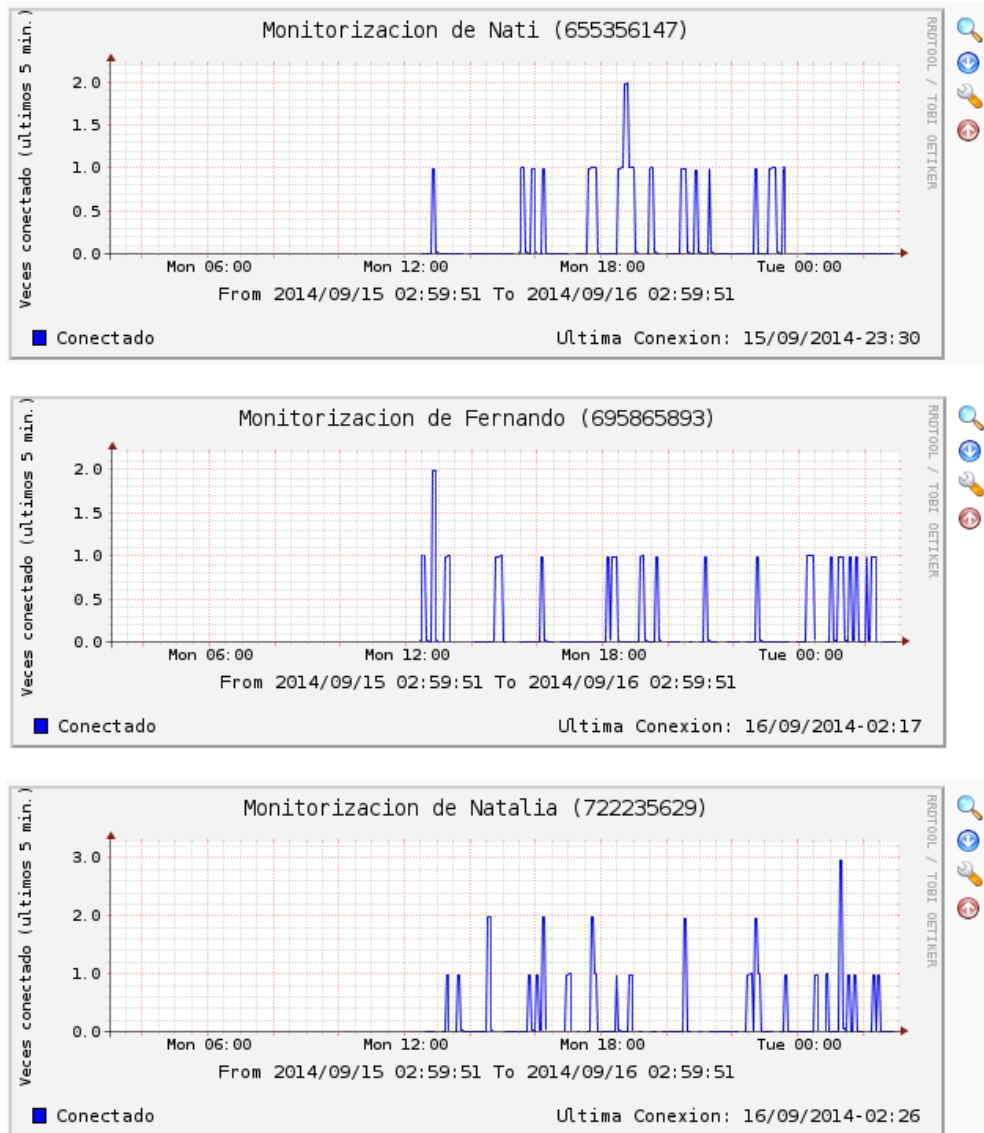 Monitorizacion de Nati (655356147)
Veces conectado (ultimos 5 min.)
RRDTOOL / TOBI OETIKER
2.0
1.5
1.0
0.5
0.0
Mon 06:00 Mon 12:00 Mon 18:00 Tue 00:00
From 2014/09/15 02:59:51 To 2014/09/16 02:59:51
Conectado Ultima Conexion: 15/09/2014-23:30
Monitorizacion de Fernando (695865893)
Veces conectado (ultimos 5 min.)
RRDTOOL / TOBI OETIKER
2.0
1.5
1.0
0.5
0.0
Mon 06:00 Mon 12:00 Mon 18:00 Tue 00:00
From 2014/09/15 02:59:51 To 2014/09/16 02:59:51
Conectado Ultima Conexion: 16/09/2014-02:17
Monitorizacion de Natalia (722235629)
Veces conectado (ultimos 5 min.)
RRDTOOL / TOBI OETIKER
3.0
2.0
1.0
0.0
Mon 06:00 Mon 12:00 Mon 18:00 Tue 00:00
From 2014/09/15 02:59:51 To 2014/09/16 02:59:51
Conectado Ultima Conexion: 16/09/2014-02:26